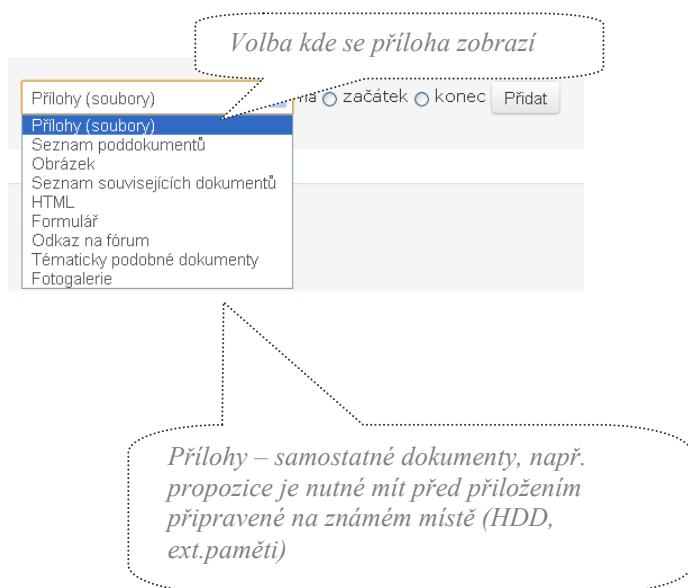 Volba kde se příloha zobrazí
Přílohy (soubory) na začátek konec Přidat
Přílohy (soubory)
Seznam poddokumentů
Obrázek
Seznam souvisejících dokumentů
HTML
Formulář
Odkaz na fórum
Tématicky podobné dokumenty
Fotogalerie
Přílohy – samostatné dokumenty, např.
propozice je nutné mít před přiložením
připravené na známém místě (HDD,
ext.paměti)